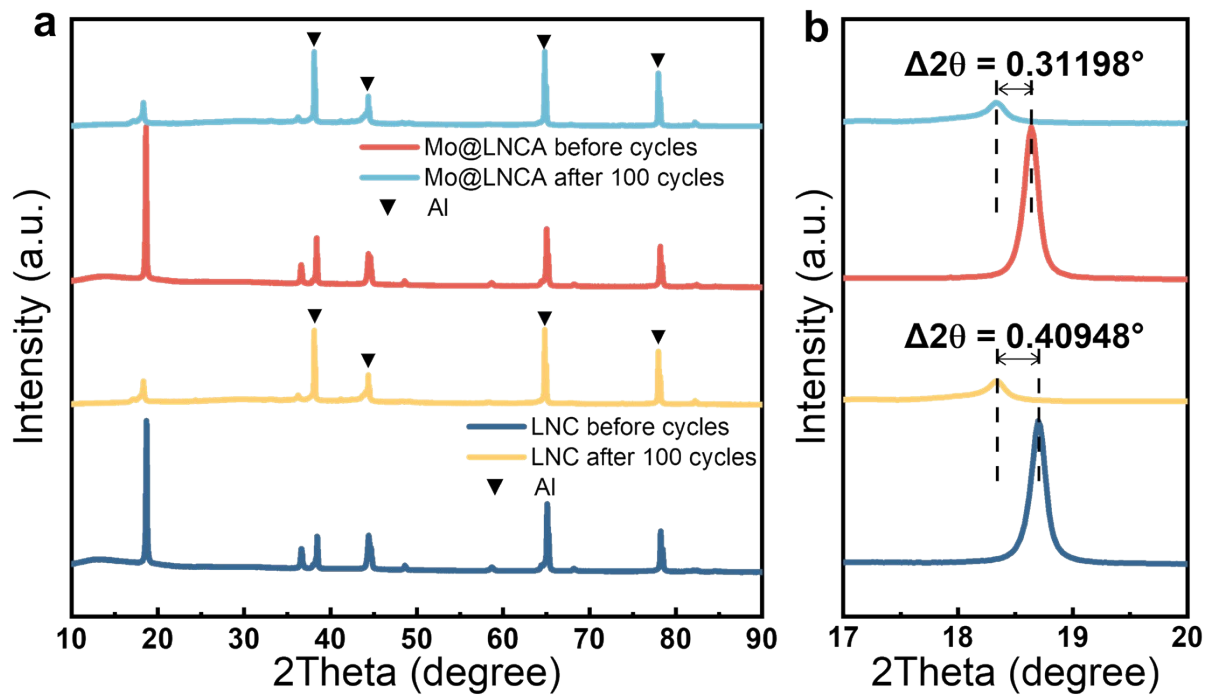 a
Mo@LNCA before cycles
Mo@LNCA after 100 cycles
Al
LNC before cycles
LNC after 100 cycles
Al
Intensity (a.u.)
10 20 30 40 50 60 70 80 90
2Theta (degree)
b
Δ2θ = 0.31198°
Δ2θ = 0.40948°
Intensity (a.u.)
17 18 19 20
2Theta (degree)